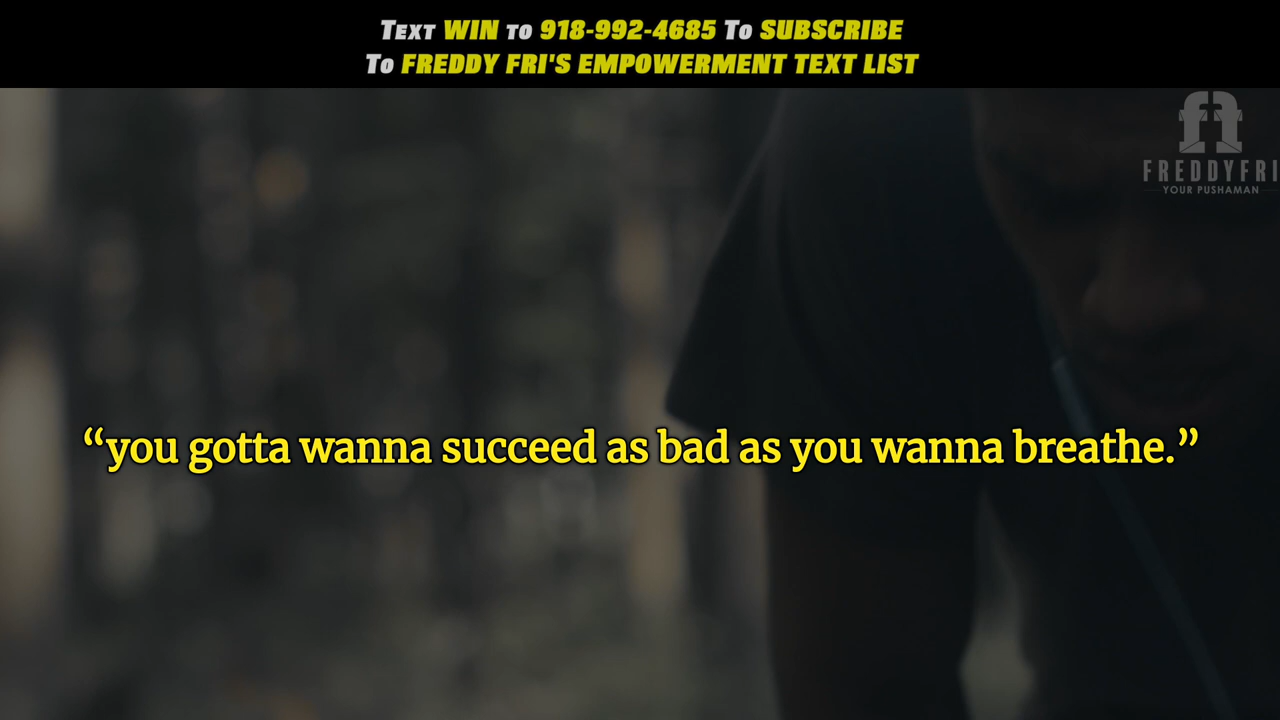 Text WIN to 918-992-4685 To SUBSCRIBE
To FREDDY FRI'S EMPOWERMENT TEXT LIST
FREDDYFRI
YOUR PUSHAMAN
“you gotta wanna succeed as bad as you wanna breathe.”